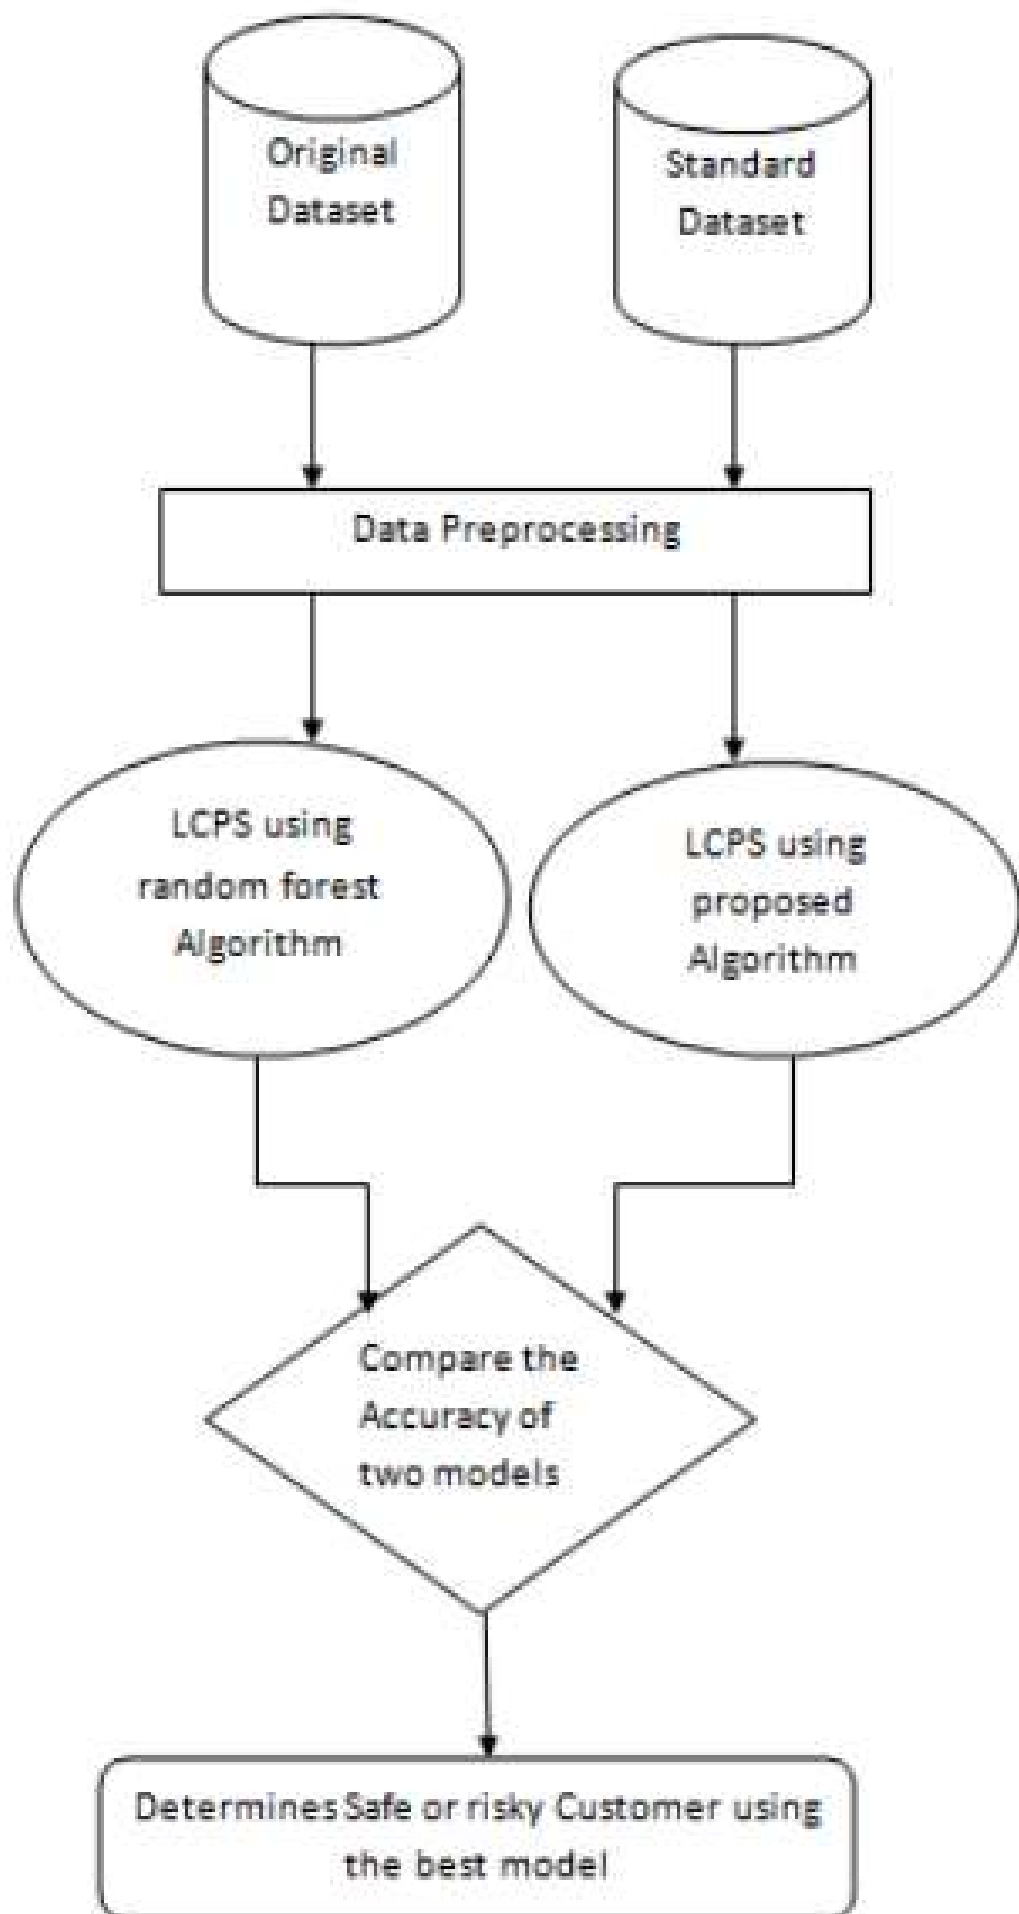 Original
Dataset
Standard
Dataset
Data Preprocessing
LCPS using
random forest
Algorithm
LCPS using
proposed
Algorithm
Compare the
Accuracy of
two models
Determines Safe or risky Customer using
the best model